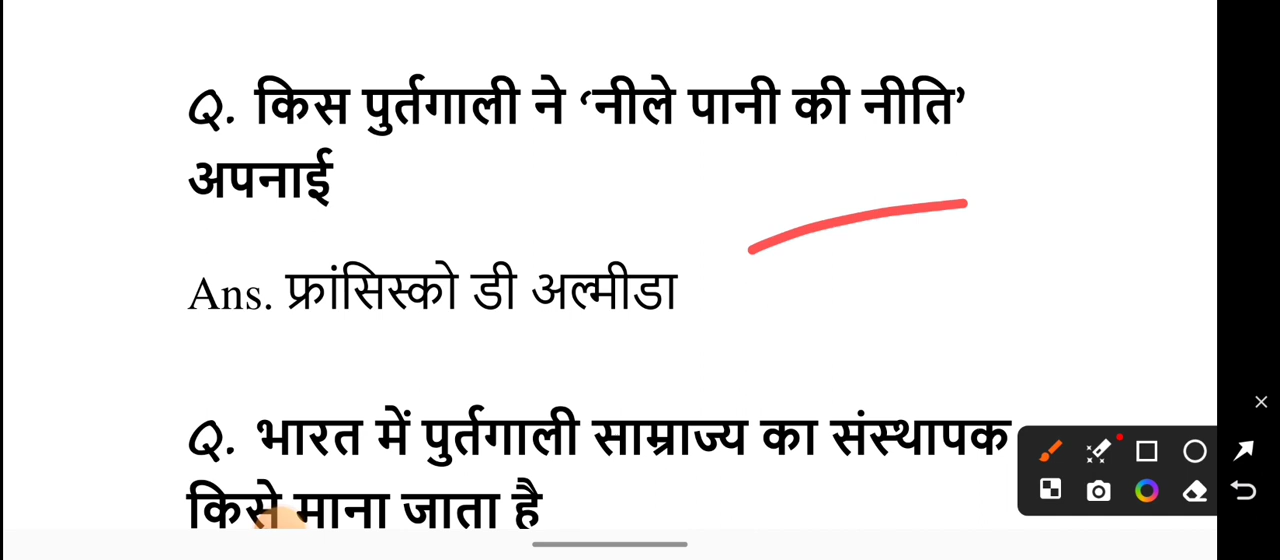 Q. किस पुर्तगाली ने ‘नीले पानी की नीति’
अपनाई
Ans. फ्रांसिस्को डी अल्मीडा
Q. भारत में पुर्तगाली साम्राज्य का संस्थापक
किसे माना जाता है